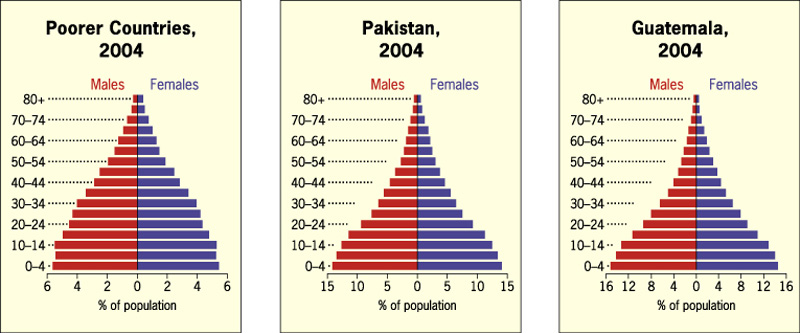 Poorer Countries,
2004
Males Females
80+
70–74
60–64
50–54
40–44
30–34
20–24
10–14
0–4
6 4 2 0 2 4 6
% of population
Pakistan,
2004
Males Females
80+
70–74
60–64
50–54
40–44
30–34
20–24
10–14
0–4
15 10 5 0 5 10 15
% of population
Guatemala,
2004
Males Females
80+
70–74
60–64
50–54
40–44
30–34
20–24
10–14
0–4
16 12 8 4 0 4 8 12 16
% of population